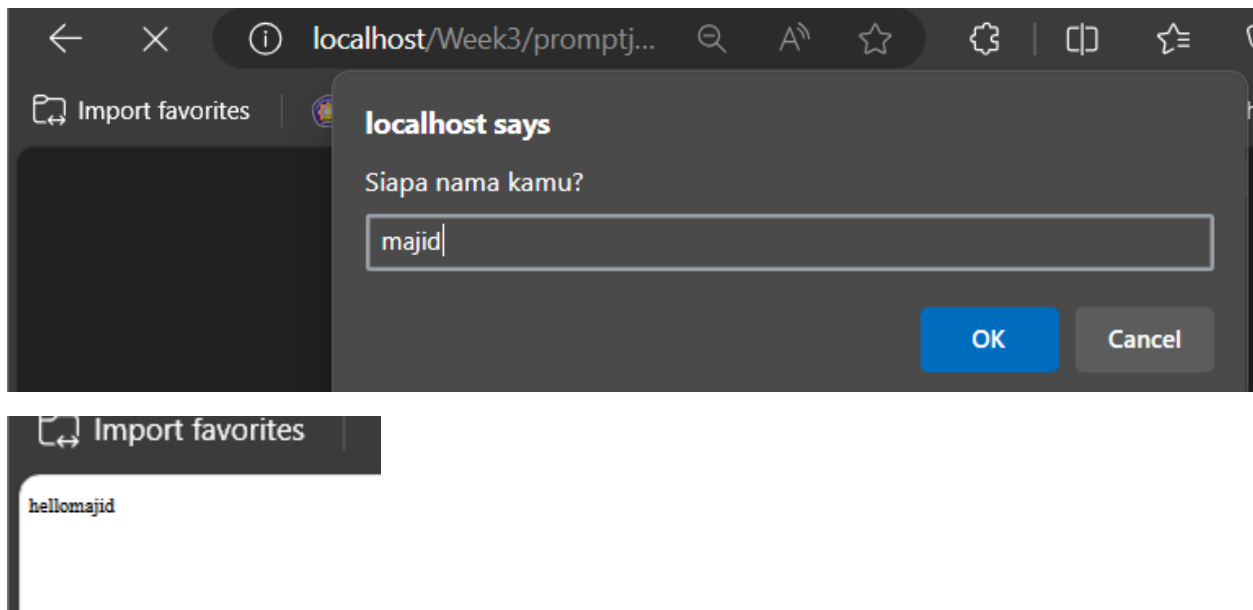 localhost/Week3/promptj...
Import favorites
localhost says
Siapa nama kamu?
majid
OK Cancel
Import favorites
hellomajid